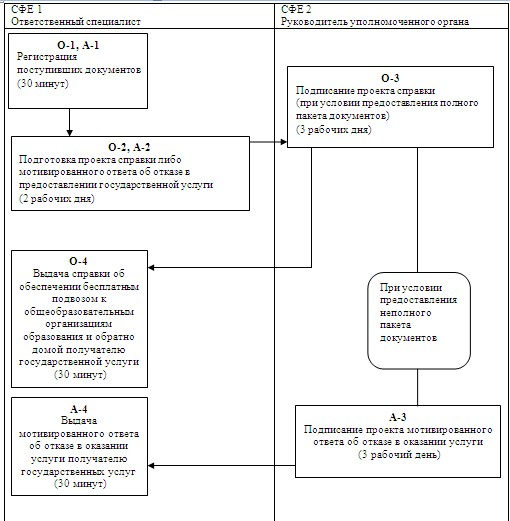 СФЕ 1
Ответственный специалист
СФЕ 2
Руководитель уполномоченного органа
О-1, А-1
Регистрация
поступивших документов
(30 минут)
О-3
Подписание проекта справки
(при условии предоставления полного
пакета документов)
(3 рабочих дня)
О-2, А-2
Подготовка проекта справки либо
мотивированного ответа об отказе в
предоставлении государственной услуги
(2 рабочих дня)
О-4
Выдача справки об
обеспечении бесплатным
подвозом к
общеобразовательным
организациям
образования и обратно
домой получателю
государственной услуги
(30 минут)
При условии
предоставления
неполного
пакета
документов
А-4
Выдача
мотивированного ответа
об отказе в оказании
услуги получателю
государственных услуг
(30 минут)
А-3
Подписание проекта мотивированного
ответа об отказе в оказании услуги
(3 рабочий день)